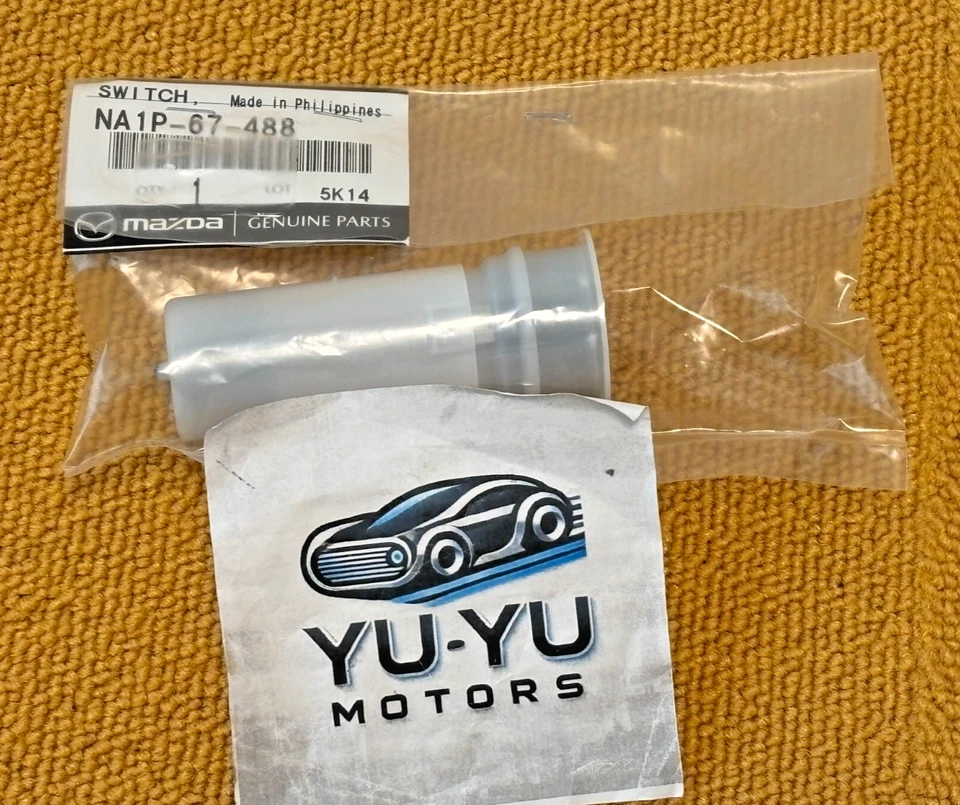 SWITCH, Made in Philippines
NA1P-67-488
QTY 1 LOT 5K14
mazda | GENUINE PARTS
YU-YU
MOTORS